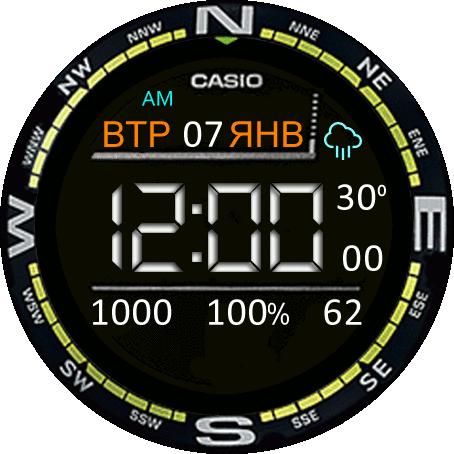 N
NNW
NNE
NW
NE
CASIO
AM
ВТР 07 ЯНВ
WNW
ENE
12:00
30⁰
W
E
00
1000 100% 62
WSW
ESE
SW
SE
SSW
SSE
S